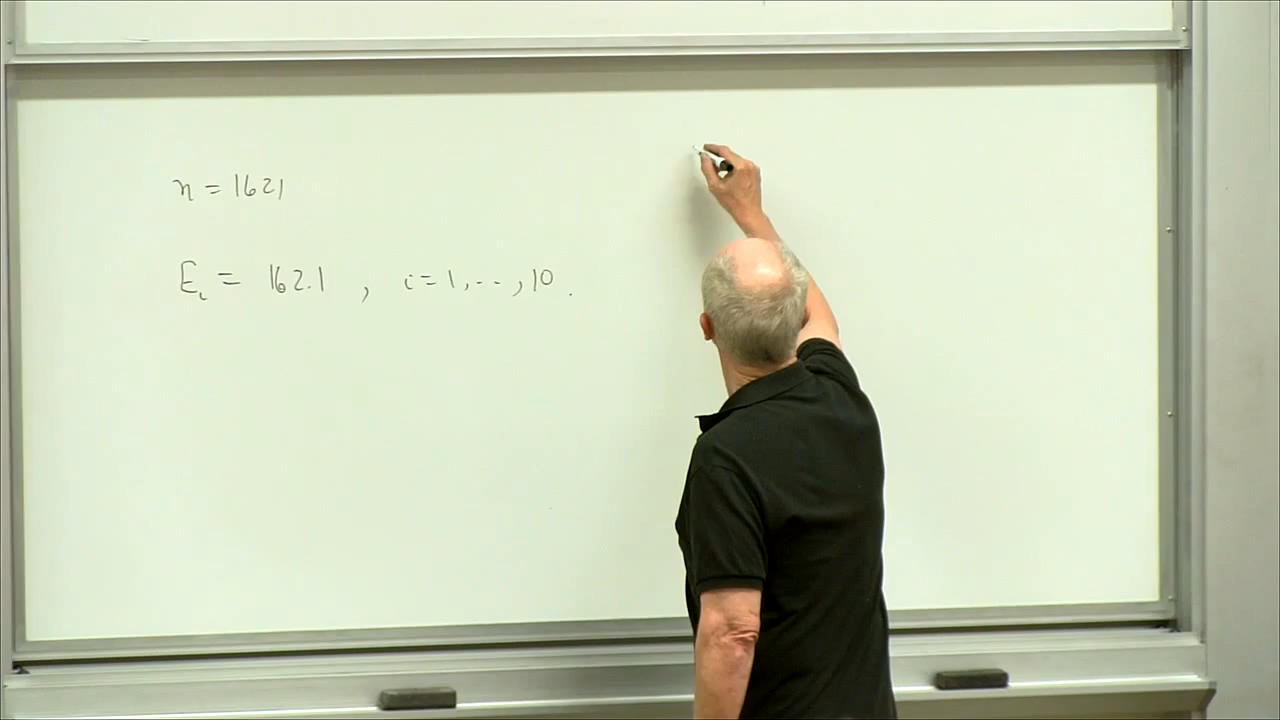 n = 1621
E_i = 162.1 , i = 1, ... , 10 .